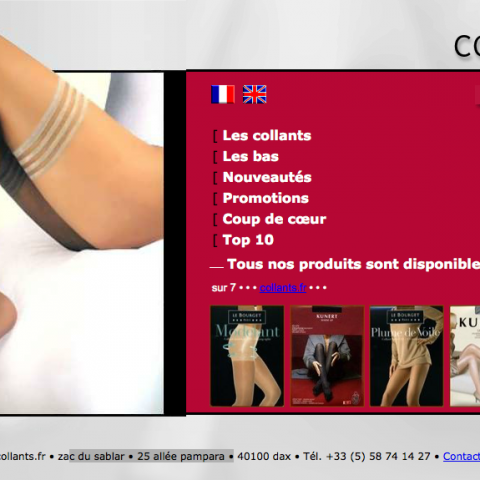 CO
[ Les collants
[ Les bas
[ Nouveautés
[ Promotions
[ Coup de cœur
[ Top 10
Tous nos produits sont disponible
sur 7 • • • collants.fr • • •
LE BOURGET
KUNERT
LE BOURGET
Plume de Voile
KU
ollants.fr • zac du sablar • 25 allée pampara • 40100 dax • Tél. +33 (5) 58 74 14 27 • Contact